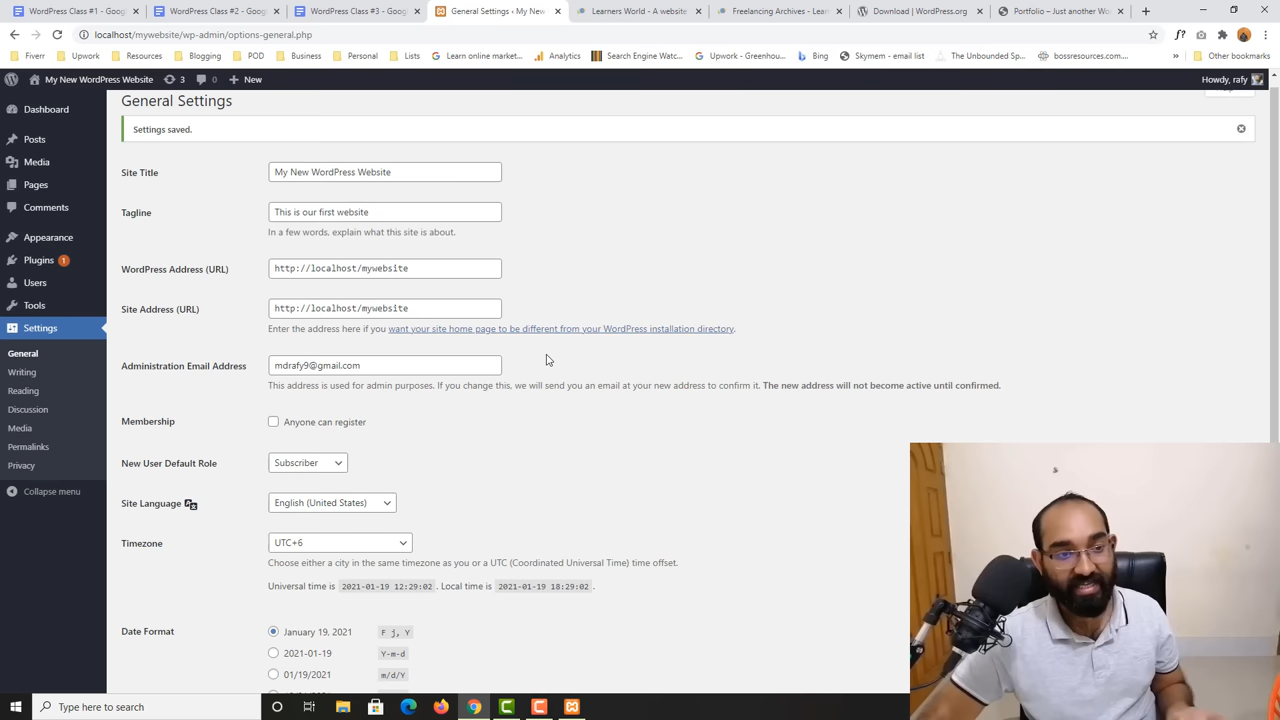 WordPress Class #1 - Goog
WordPress Class #2 - Googl
WordPress Class #3 - Googl
General Settings ‹ My New
Learners World - A website
Freelancing Archives - Lear
Download | WordPress.org
Portfolio – Just another Wo
localhost/mywebsite/wp-admin/options-general.php
Fiverr
Upwork
Resources
Blogging
POD
Business
Personal
Lists
Learn online market...
Analytics
Search Engine Watc...
Upwork - Greenhou...
Bing
Skymem - email list
The Unbounded Sp...
bossresources.com...
»
Other bookmarks
My New WordPress Website
3
0
+ New
Howdy, rafy
Dashboard
Posts
Media
Pages
Comments
Appearance
Plugins 1
Users
Tools
Settings
General
Writing
Reading
Discussion
Media
Permalinks
Privacy
Collapse menu
General Settings
Settings saved.
Site Title
My New WordPress Website
Tagline
This is our first website
In a few words, explain what this site is about.
WordPress Address (URL)
http://localhost/mywebsite
Site Address (URL)
http://localhost/mywebsite
Enter the address here if you want your site home page to be different from your WordPress installation directory.
Administration Email Address
mdrafy9@gmail.com
This address is used for admin purposes. If you change this, we will send you an email at your new address to confirm it. The new address will not become active until confirmed.
Membership
Anyone can register
New User Default Role
Subscriber
Site Language
English (United States)
Timezone
UTC+6
Choose either a city in the same timezone as you or a UTC (Coordinated Universal Time) time offset.
Universal time is 2021-01-19 12:29:02. Local time is 2021-01-19 18:29:02.
Date Format
January 19, 2021 F j, Y
2021-01-19 Y-m-d
01/19/2021 m/d/Y
Type here to search